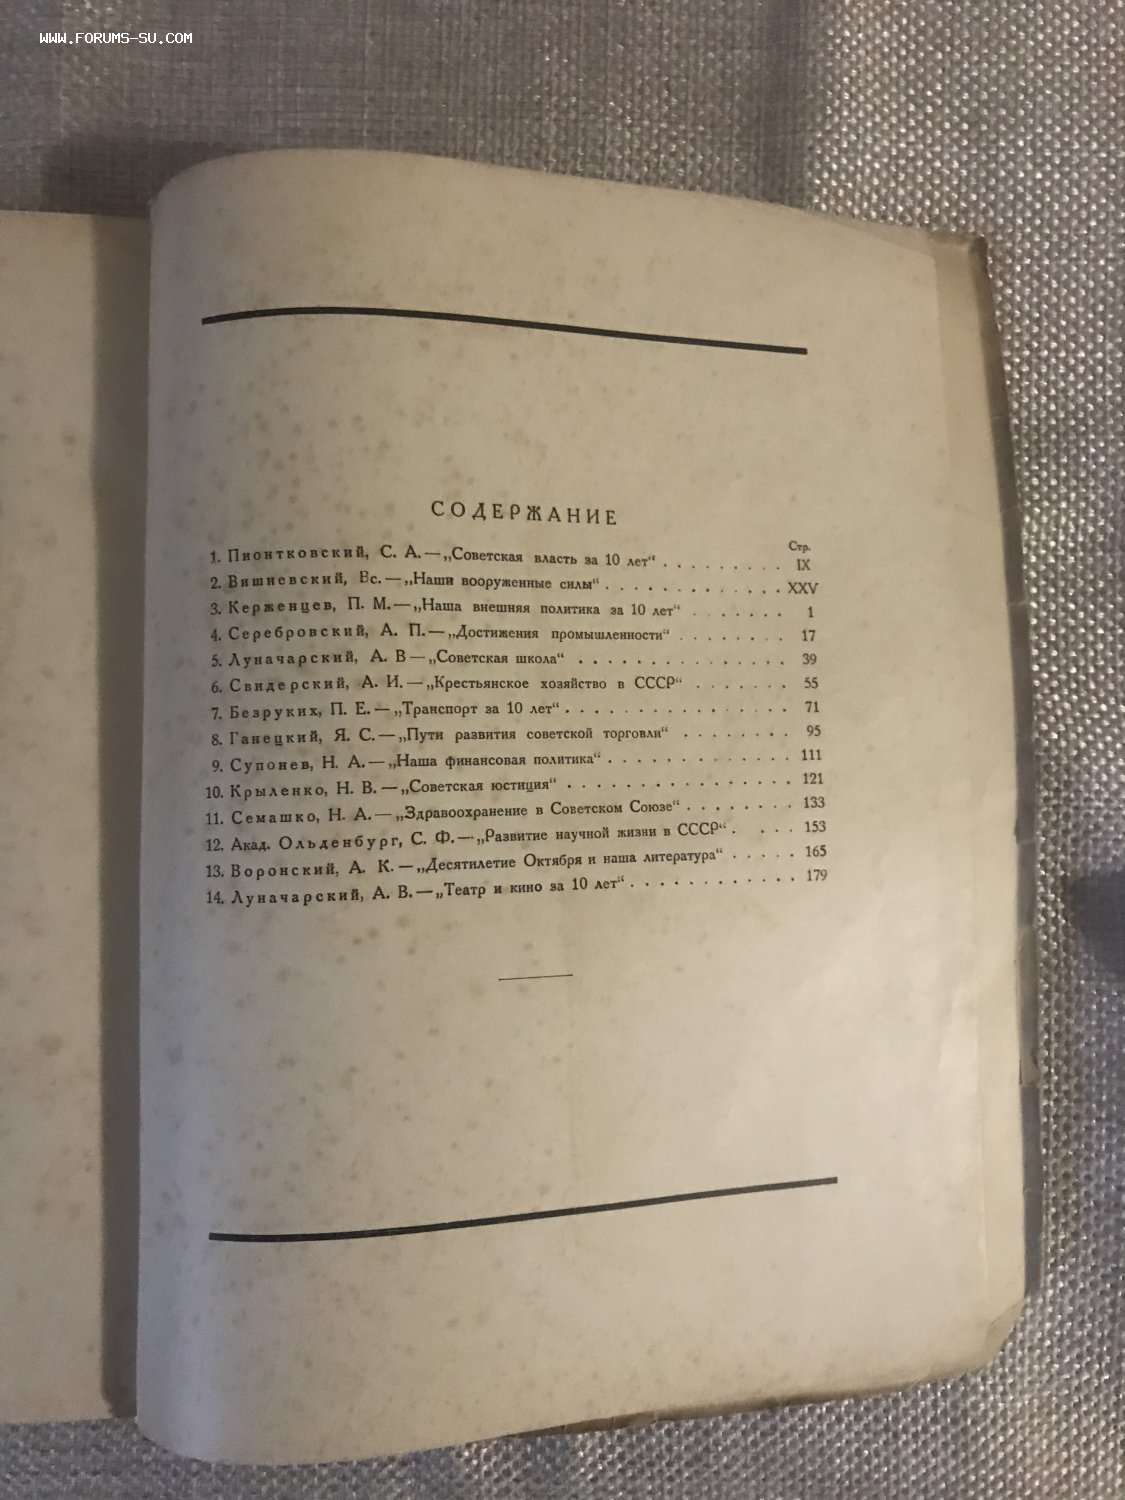 WWW.FORUMS-SU.COM
СОДЕРЖАНИЕ
Стр.
1. Пионтковский, С. А.—„Советская власть за 10 лет“ . . . . . . . . . IX
2. Вишневский, Вс.—„Наши вооруженные силы“ . . . . . . . . . . . . . XXV
3. Керженцев, П. М.—„Наша внешняя политика за 10 лет“ . . . . . . . 1
4. Серебровский, А. П.—„Достижения промышленности“ . . . . . . . . 17
5. Луначарский, А. В—„Советская школа“ . . . . . . . . . . . . . . . 39
6. Свидерский, А. И.—„Крестьянское хозяйство в СССР“ . . . . . . . 55
7. Безруких, П. Е.—„Транспорт за 10 лет“ . . . . . . . . . . . . . . . . 71
8. Ганецкий, Я. С.—„Пути развития советской торговли“ . . . . . . . . 95
9. Супонев, Н. А.—„Наша финансовая политика“ . . . . . . . . . . . . . 111
10. Крыленко, Н. В.—„Советская юстиция“ . . . . . . . . . . . . . . . . 121
11. Семашко, Н. А.—„Здравоохранение в Советском Союзе“ . . . . . . . . 133
12. Акад. Ольденбург, С. Ф.—„Развитие научной жизни в СССР“ . . . . 153
13. Воронский, А. К.—„Десятилетие Октября и наша литература“ . . . . . 165
14. Луначарский, А. В.—„Театр и кино за 10 лет“ . . . . . . . . . . . . 179